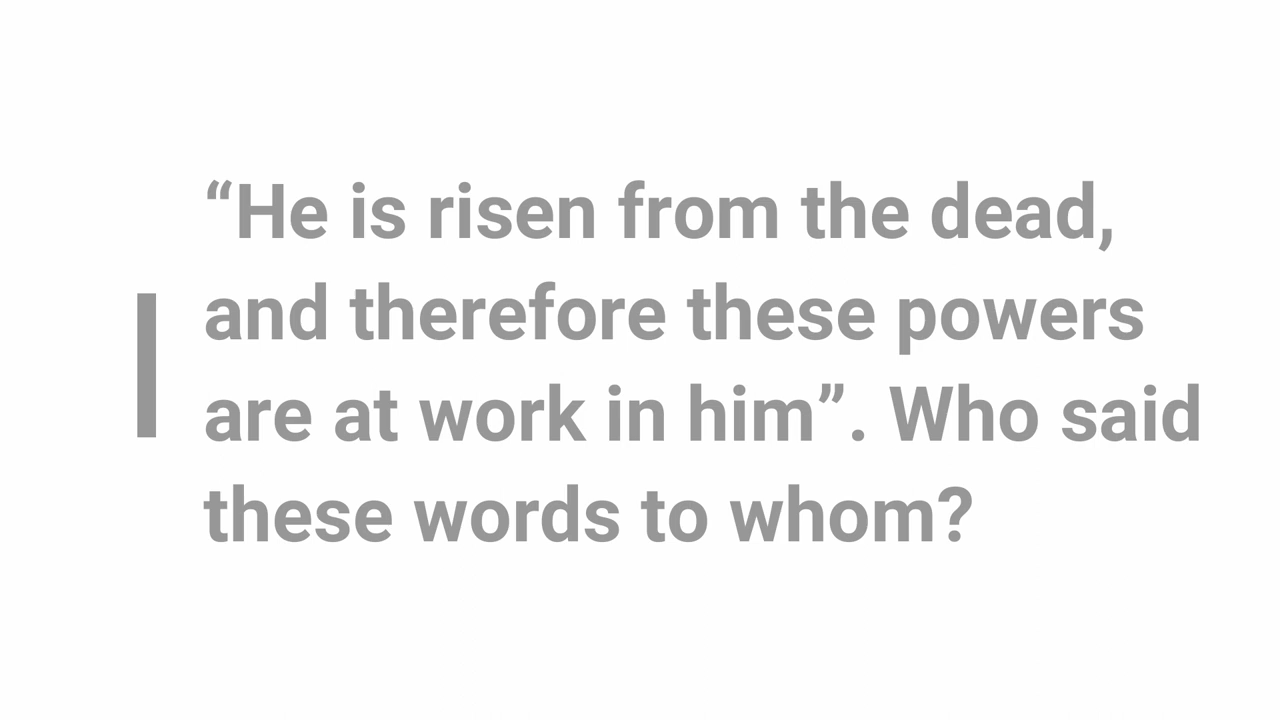 “He is risen from the dead,
and therefore these powers
are at work in him”. Who said
these words to whom?